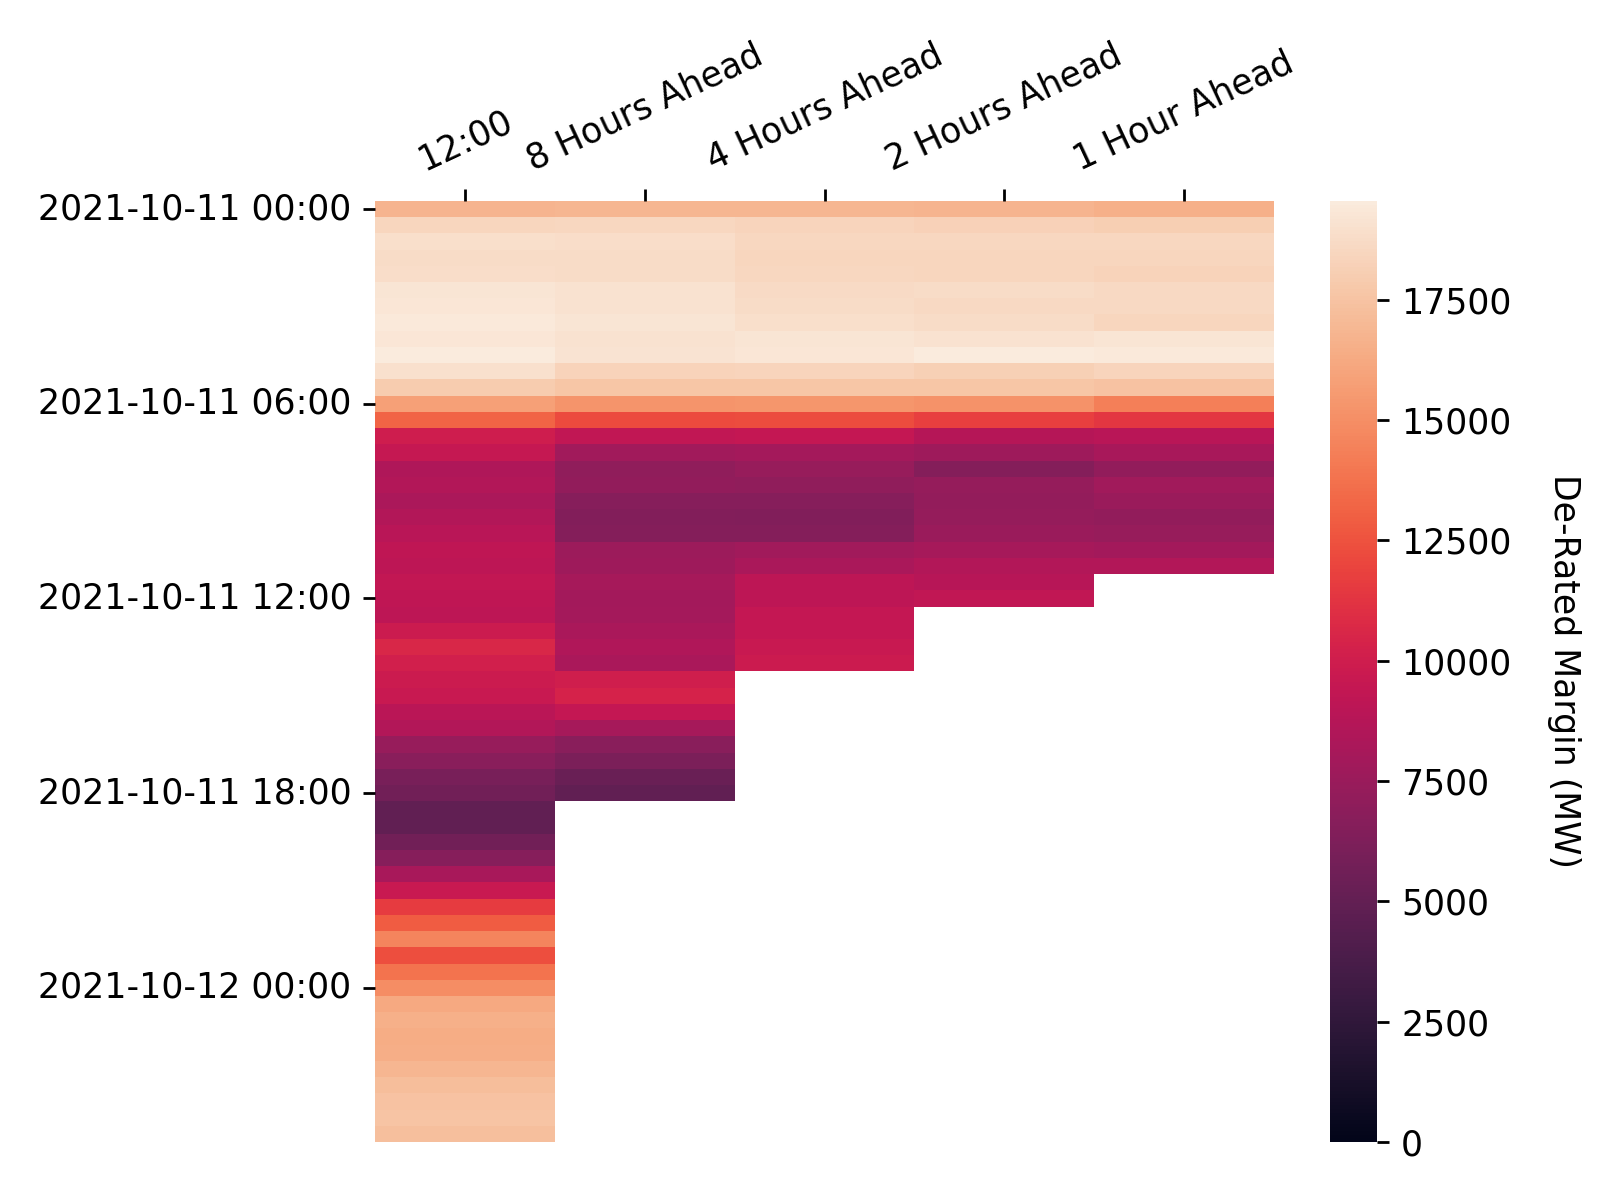 12:00
8 Hours Ahead
4 Hours Ahead
2 Hours Ahead
1 Hour Ahead
2021-10-11 00:00
2021-10-11 06:00
2021-10-11 12:00
2021-10-11 18:00
2021-10-12 00:00
17500
15000
12500
10000
7500
5000
2500
0
De-Rated Margin (MW)